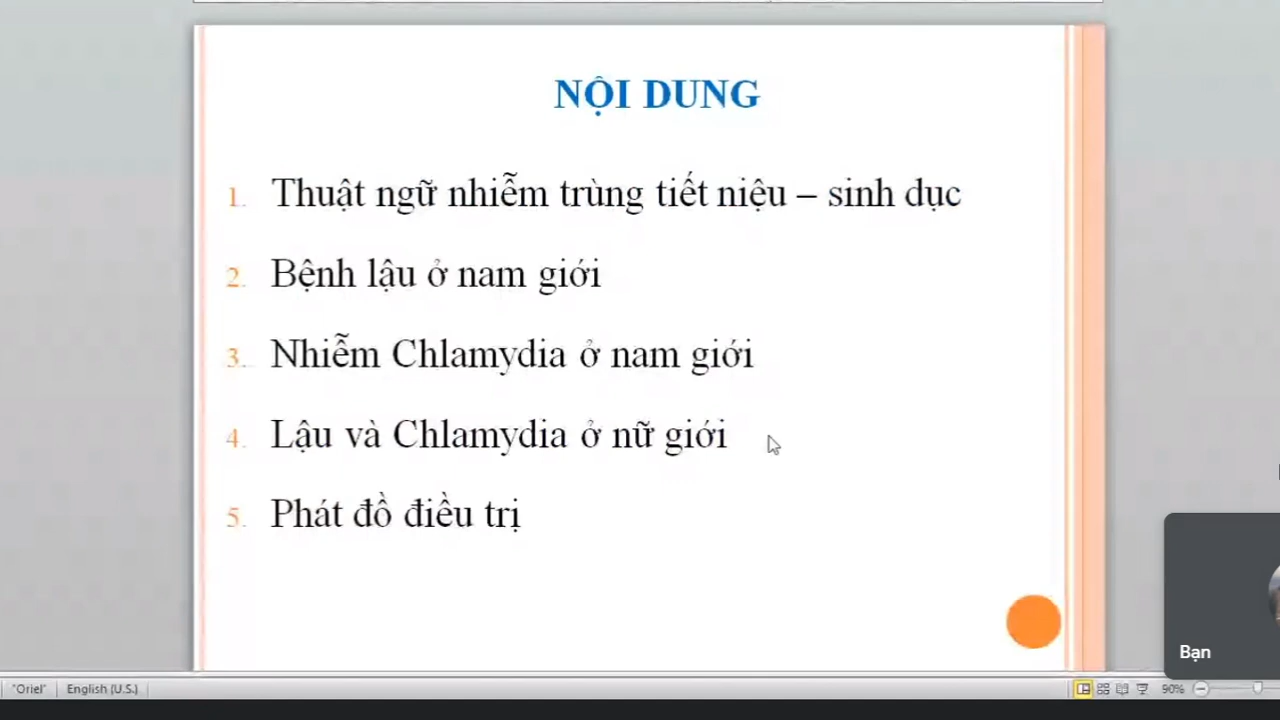 NỘI DUNG
1. Thuật ngữ nhiễm trùng tiết niệu – sinh dục
2. Bệnh lậu ở nam giới
3. Nhiễm Chlamydia ở nam giới
4. Lậu và Chlamydia ở nữ giới
5. Phát đồ điều trị
Bạn
"Oriel" English (U.S.) 90%